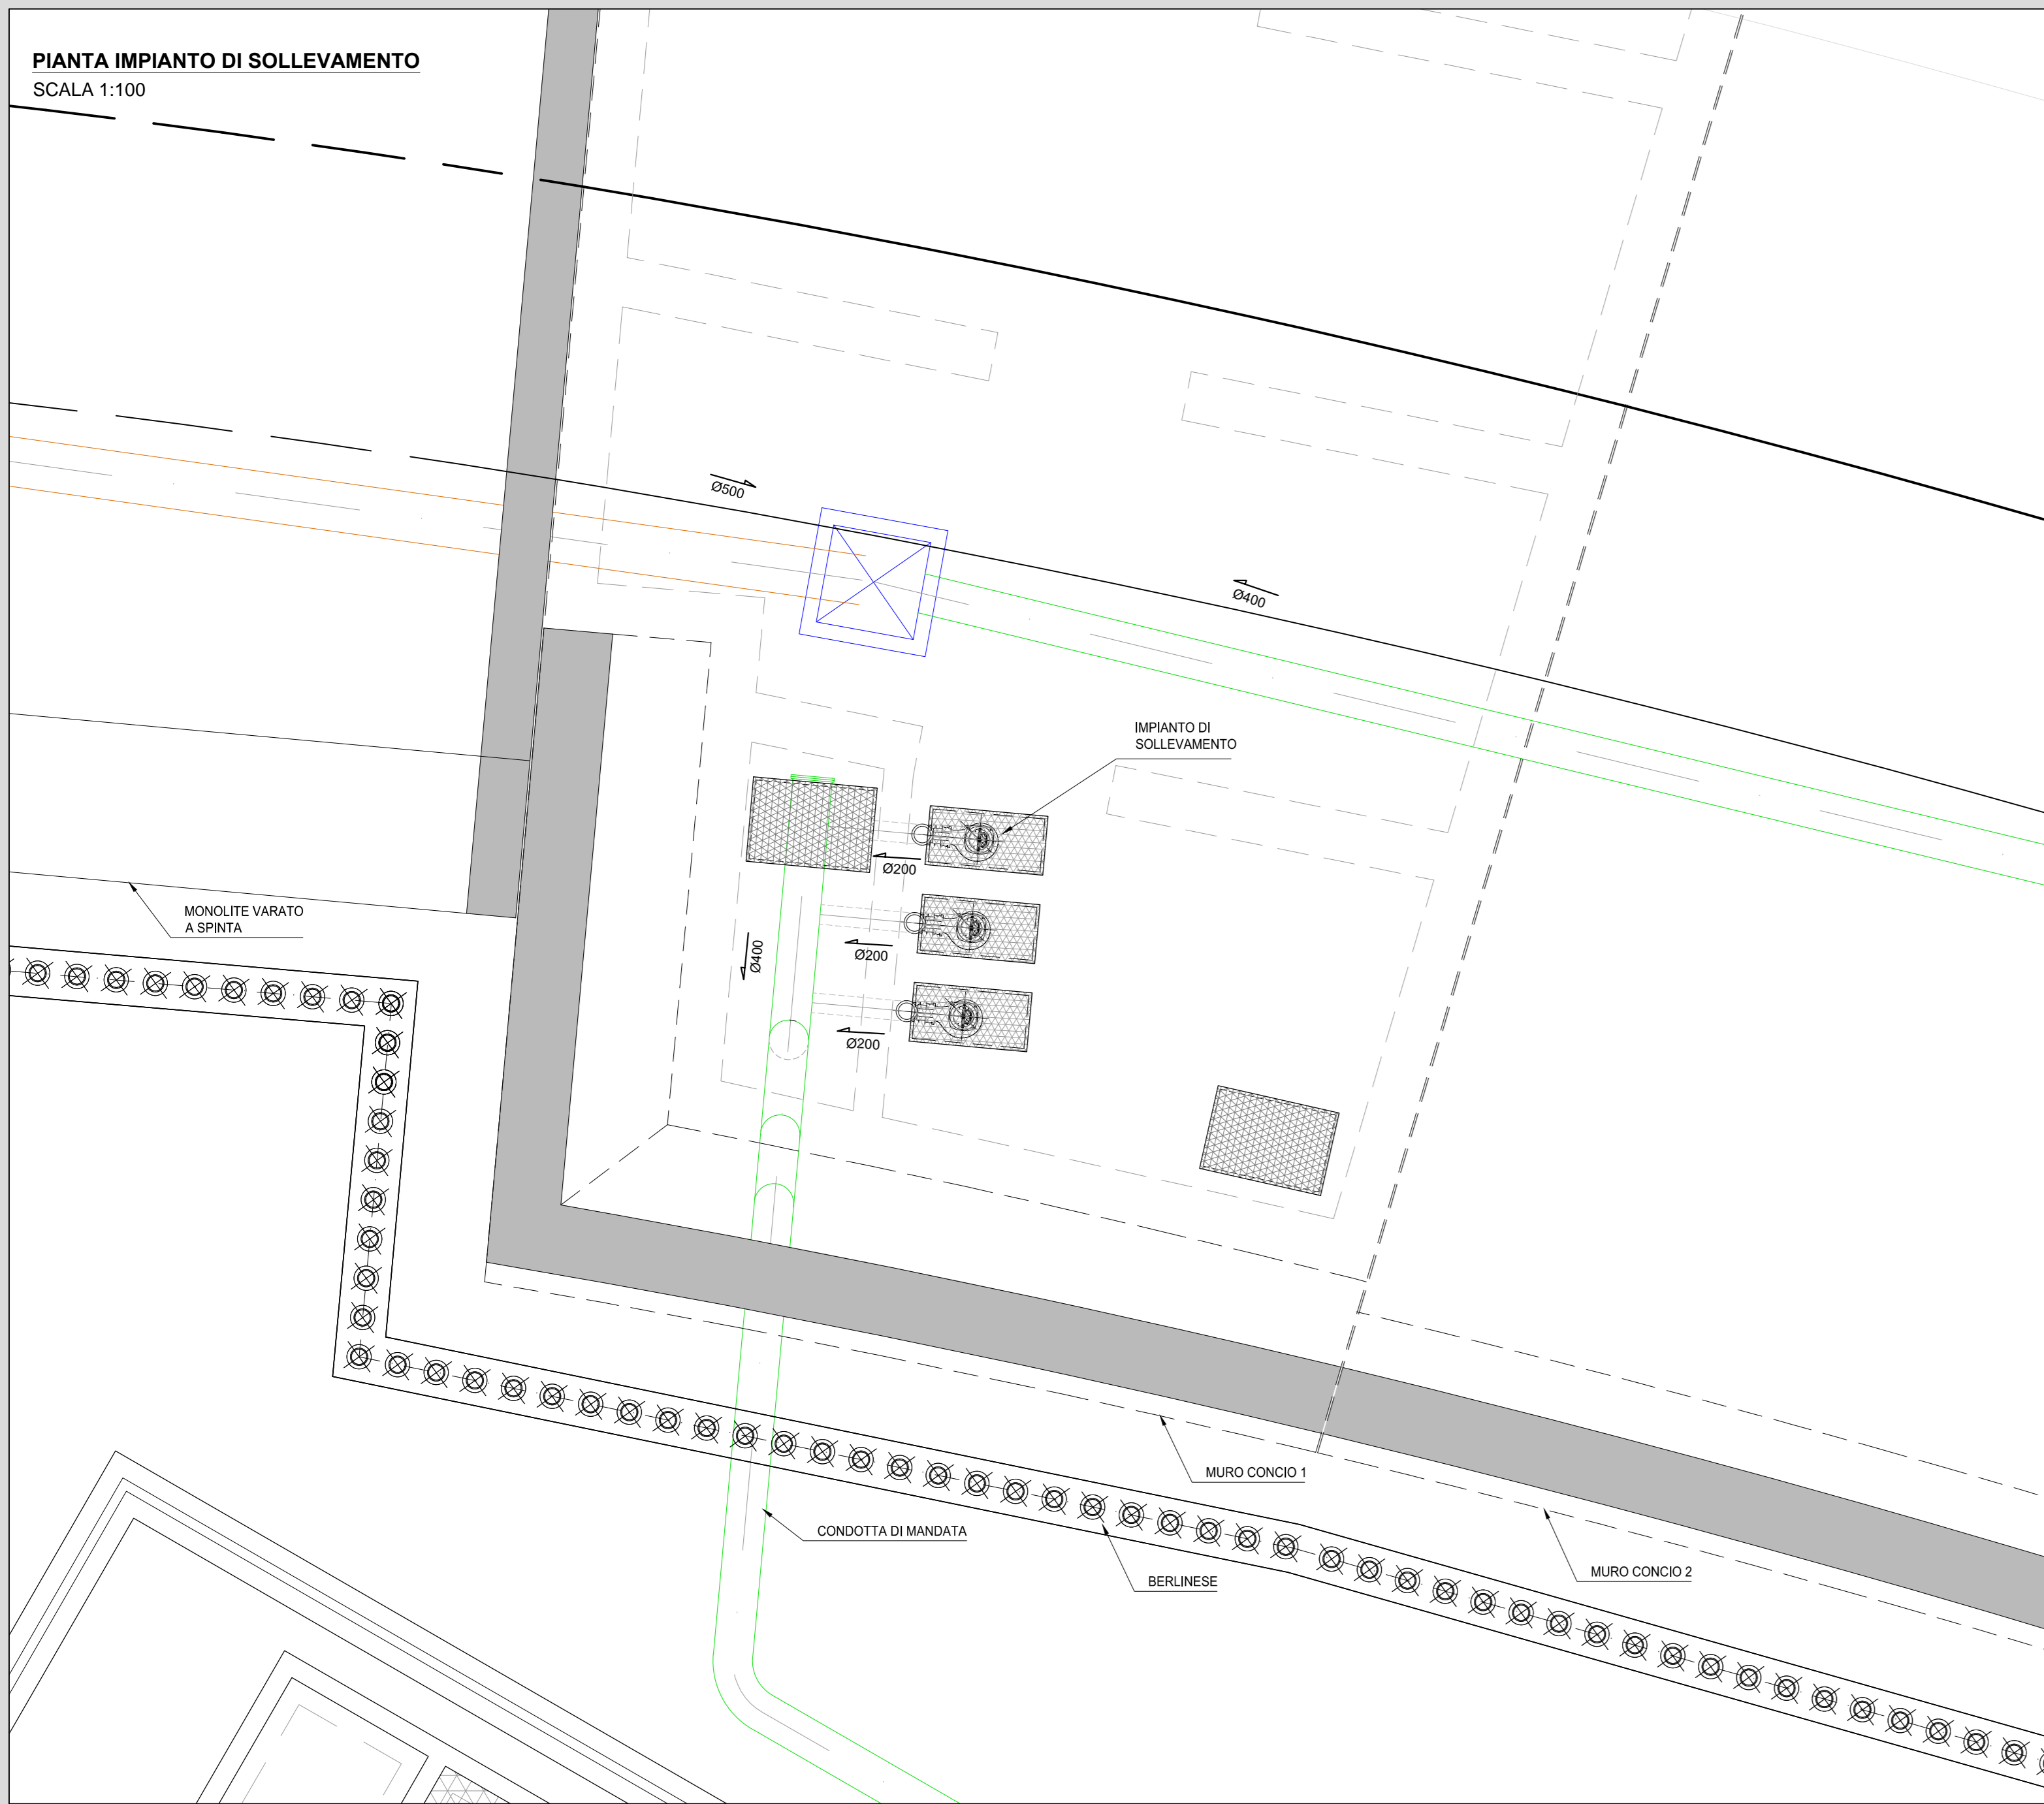 PIANTA IMPIANTO DI SOLLEVAMENTO
SCALA 1:100
Ø500
Ø400
IMPIANTO DI
SOLLEVAMENTO
Ø200
MONOLITE VARATO
A SPINTA
Ø400
Ø200
Ø200
MURO CONCIO 1
CONDOTTA DI MANDATA
BERLINESE
MURO CONCIO 2